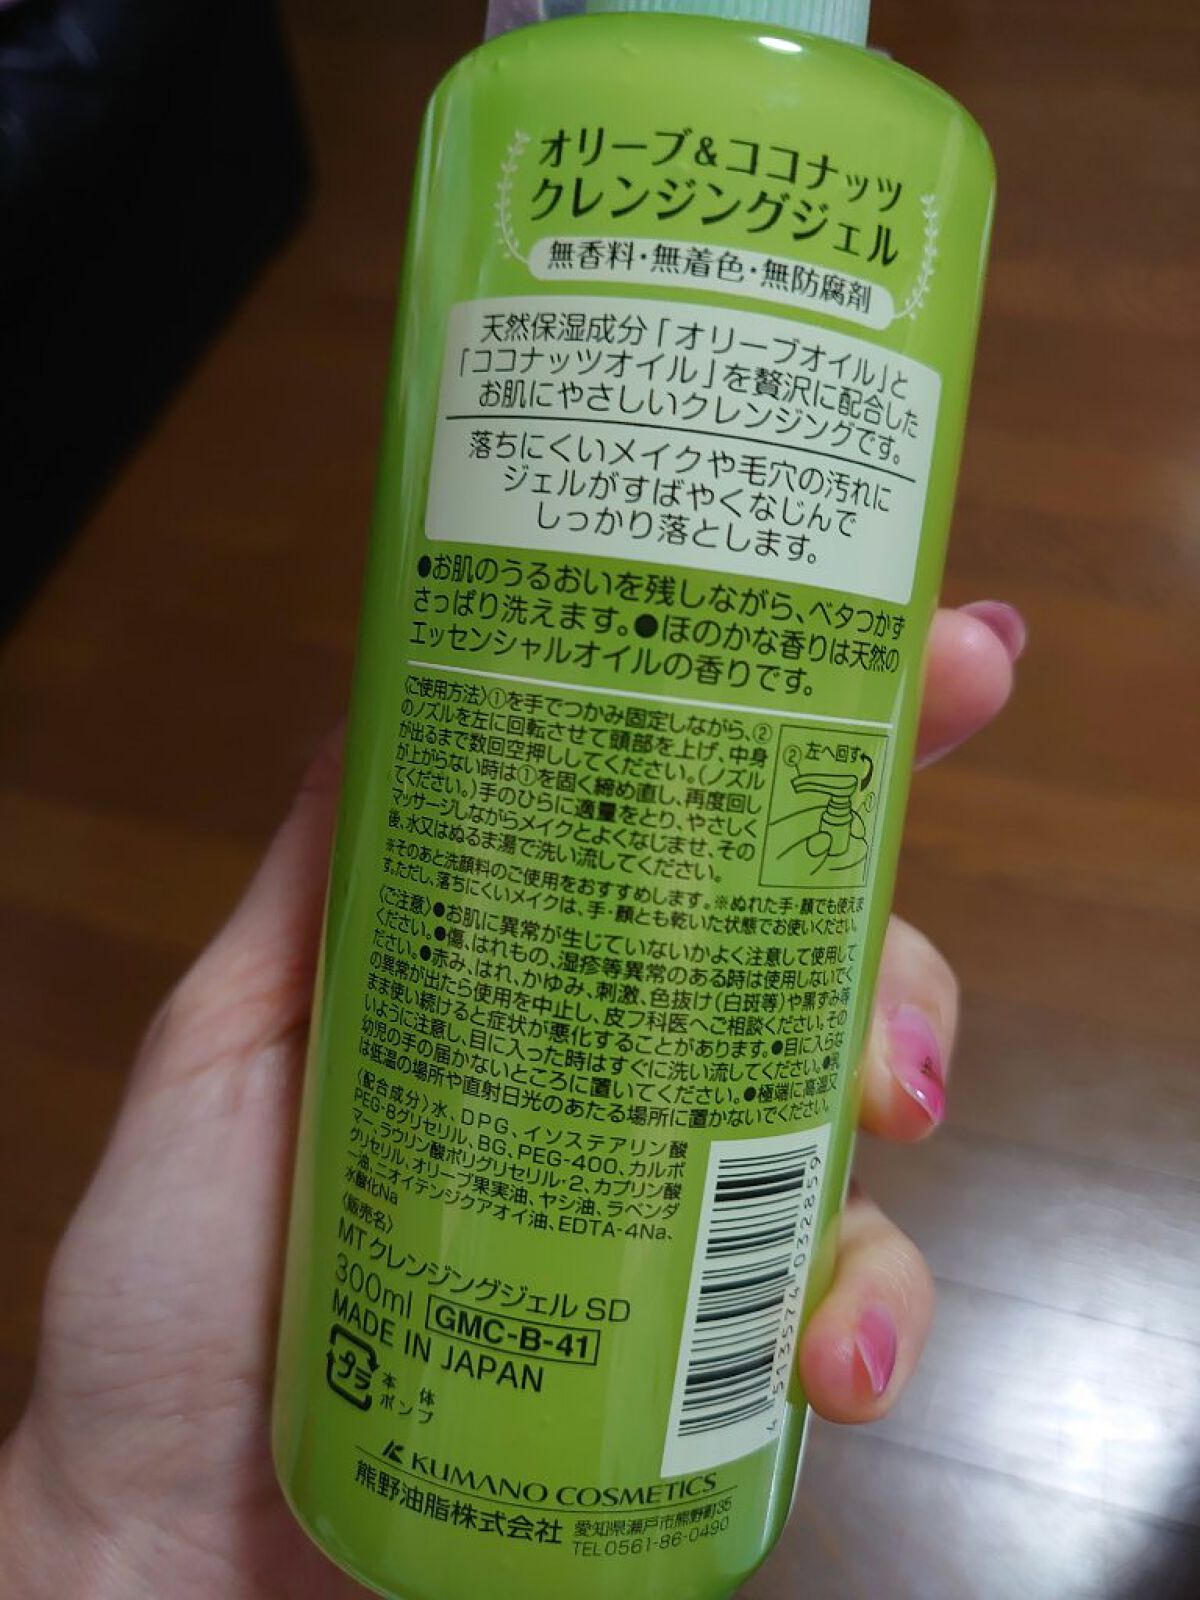 オリーブ&ココナッツ
クレンジングジェル
無香料・無着色・無防腐剤
天然保湿成分「オリーブオイル」と
「ココナッツオイル」を贅沢に配合した
お肌にやさしいクレンジングです。
落ちにくいメイクや毛穴の汚れに
ジェルがすばやくなじんで
しっかり落とします。
●お肌のうるおいを残しながら、ベタつかず
さっぱり洗えます。●ほのかな香りは天然の
エッセンシャルオイルの香りです。
〈ご使用方法〉①を手でつかみ固定しながら、②
のノズルを左に回転させて頭部を上げ、中身
が出るまで数回空押ししてください。(ノズル
が上がらない時は①を固く締め直し、再度回し
てください。)手のひらに適量をとり、やさしく
マッサージしながらメイクとよくなじませ、その
後、水又はぬるま湯で洗い流してください。
② 左へ回す
①
※そのあと洗顔料のご使用をおすすめします。※ぬれた手・顔でも使えま
す。ただし、落ちにくいメイクは、手・顔とも乾いた状態でお使いください。
〈ご注意〉●お肌に異常が生じていないかよく注意して使用して
ください。●傷、はれもの、湿疹等異常のある時は使用しないでく
ださい。●赤み、はれ、かゆみ、刺激、色抜け(白斑等)や黒ずみ等
の異常が出たら使用を中止し、皮フ科医へご相談ください。その
まま使い続けると症状が悪化することがあります。●目に入らな
いように注意し、目に入った時はすぐに洗い流してください。●乳
幼児の手の届かないところに置いてください。●極端に高温又
は低温の場所や直射日光のあたる場所に置かないでください。
〈配合成分〉水、DPG、イソステアリン酸
PEG-8グリセリル、BG、PEG-400、カルボ
マー、ラウリン酸ポリグリセリル-2、カプリン酸
グリセリル、オリーブ果実油、ヤシ油、ラベンダ
ー油、ニオイテンジクアオイ油、EDTA-4Na、
水酸化Na
〈販売名〉
MTクレンジングジェル SD
300ml GMC-B-41
MADE IN JAPAN
プラ 本体
ポンプ
4 513574 032859
KUMANO COSMETICS
熊野油脂株式会社
愛知県瀬戸市熊野町35
TEL0561-86-0490